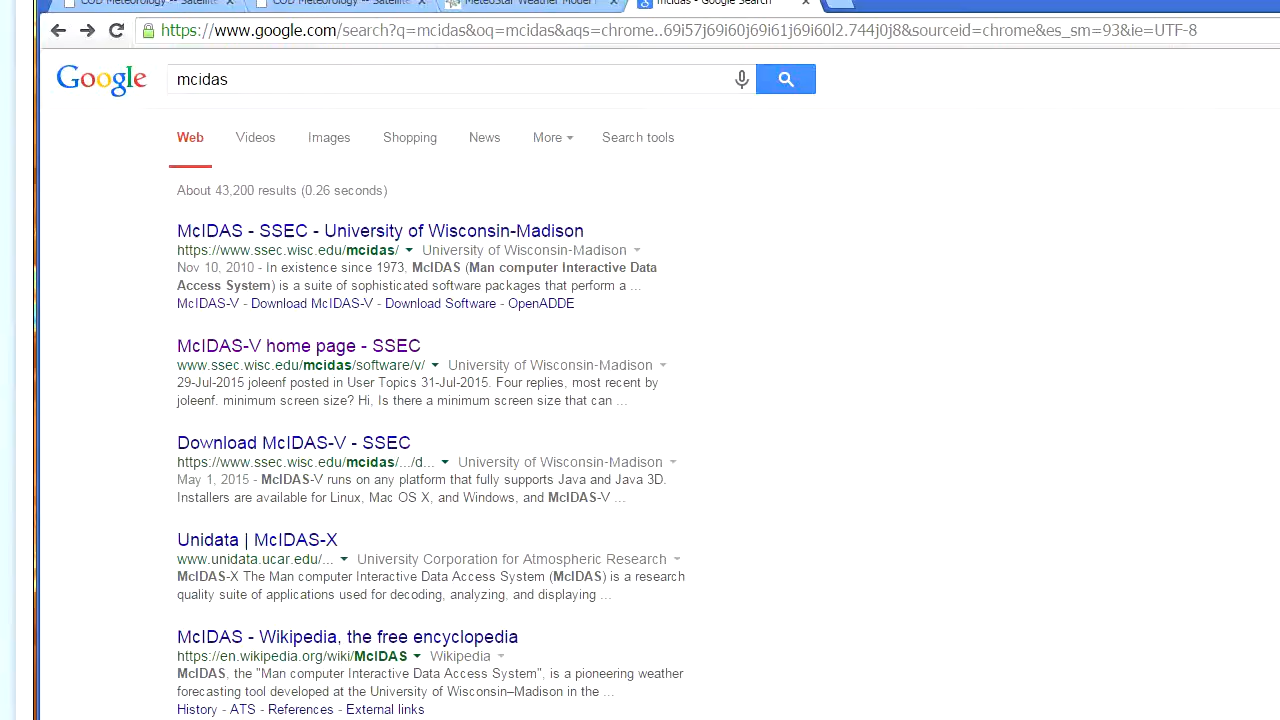 COD Meteorology -- Satellite COD Meteorology -- Satellite MeteoStar Weather Model mcidas - Google Search
https://www.google.com/search?q=mcidas&oq=mcidas&aqs=chrome..69i57j69i60j69i61j69i60l2.744j0j8&sourceid=chrome&es_sm=93&ie=UTF-8
Google mcidas
Web Videos Images Shopping News More Search tools
About 43,200 results (0.26 seconds)
McIDAS - SSEC - University of Wisconsin-Madison
https://www.ssec.wisc.edu/mcidas/ University of Wisconsin-Madison
Nov 10, 2010 - In existence since 1973, McIDAS (Man computer Interactive Data
Access System) is a suite of sophisticated software packages that perform a ...
McIDAS-V - Download McIDAS-V - Download Software - OpenADDE
McIDAS-V home page - SSEC
www.ssec.wisc.edu/mcidas/software/v/ University of Wisconsin-Madison
29-Jul-2015 joleenf posted in User Topics 31-Jul-2015. Four replies, most recent by
joleenf. minimum screen size? Hi, Is there a minimum screen size that can ...
Download McIDAS-V - SSEC
https://www.ssec.wisc.edu/mcidas/.../d... University of Wisconsin-Madison
May 1, 2015 - McIDAS-V runs on any platform that fully supports Java and Java 3D.
Installers are available for Linux, Mac OS X, and Windows, and McIDAS-V ...
Unidata | McIDAS-X
www.unidata.ucar.edu/... University Corporation for Atmospheric Research
McIDAS-X The Man computer Interactive Data Access System (McIDAS) is a research
quality suite of applications used for decoding, analyzing, and displaying ...
McIDAS - Wikipedia, the free encyclopedia
https://en.wikipedia.org/wiki/McIDAS Wikipedia
McIDAS, the "Man computer Interactive Data Access System", is a pioneering weather
forecasting tool developed at the University of Wisconsin–Madison in the ...
History - ATS - References - External links